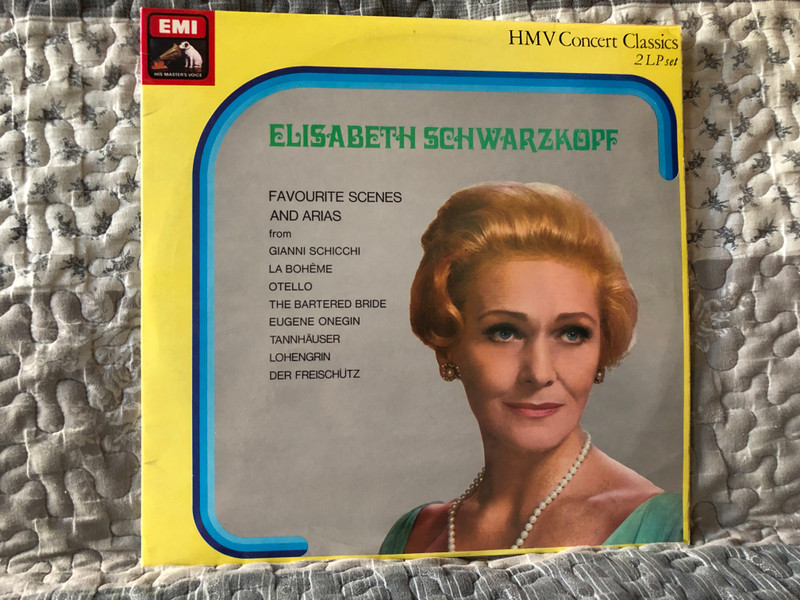 EMI
HIS MASTER'S VOICE
HMV Concert Classics
2 LP set
ELISABETH SCHWARZKOPF
FAVOURITE SCENES
AND ARIAS
from
GIANNI SCHICCHI
LA BOHÈME
OTELLO
THE BARTERED BRIDE
EUGENE ONEGIN
TANNHÄUSER
LOHENGRIN
DER FREISCHÜTZ